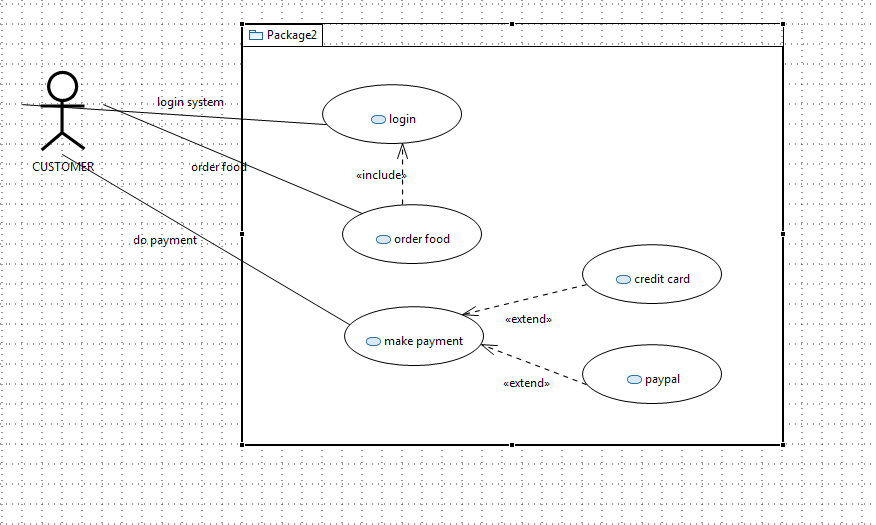 Package2
login system
login
CUSTOMER
order food
«include»
order food
do payment
credit card
«extend»
make payment
«extend»
paypal